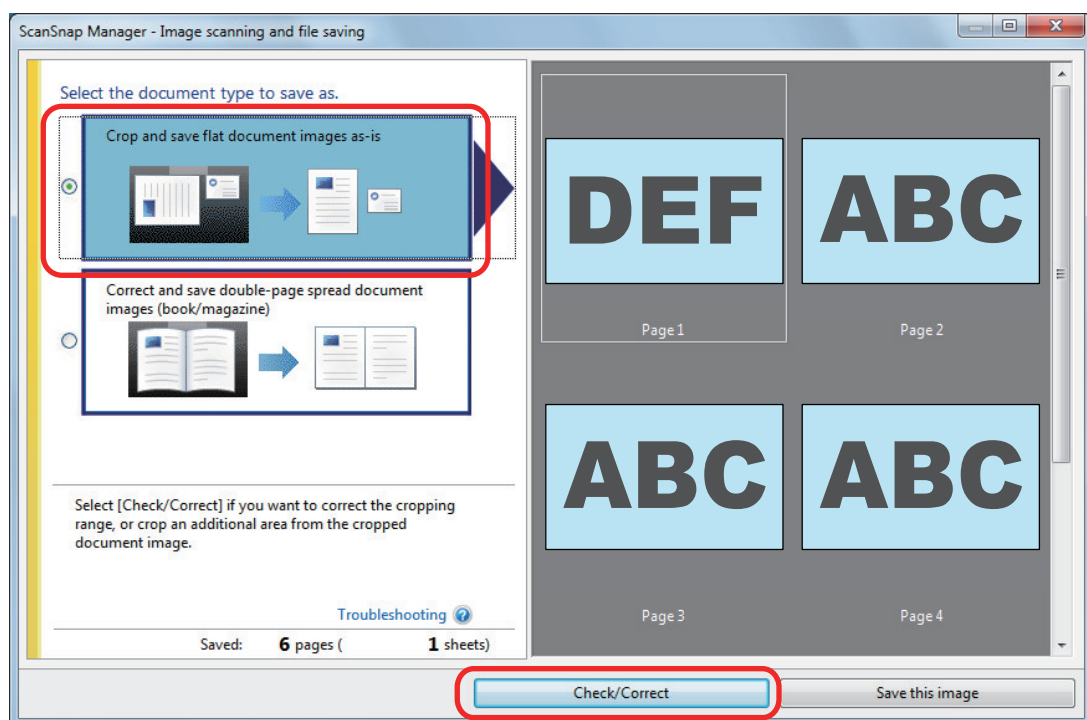 ScanSnap Manager - Image scanning and file saving
Select the document type to save as.
Crop and save flat document images as-is
Correct and save double-page spread document
images (book/magazine)
Select [Check/Correct] if you want to correct the cropping
range, or crop an additional area from the cropped
document image.
Troubleshooting
Saved: 6 pages ( 1 sheets)
DEF
ABC
Page 1
Page 2
ABC
ABC
Page 3
Page 4
Check/Correct
Save this image